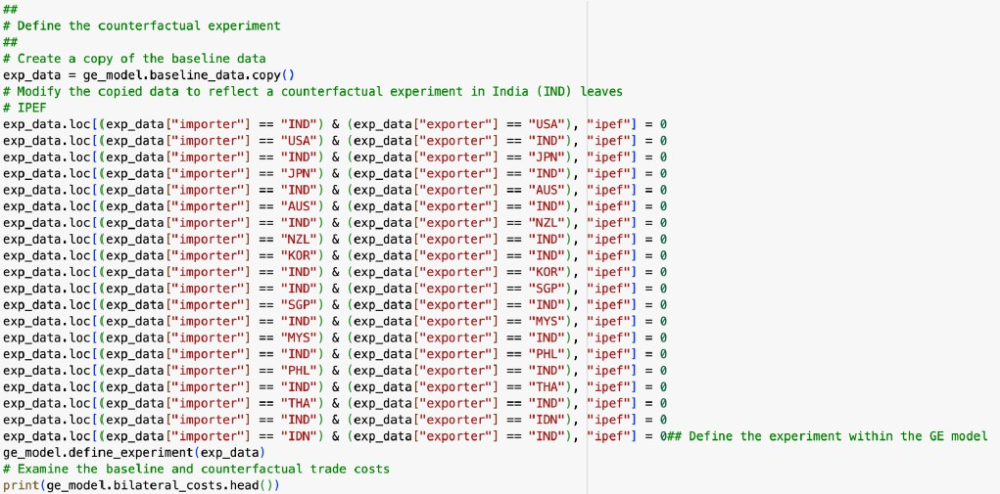 ##
# Define the counterfactual experiment
##
# Create a copy of the baseline data
exp_data = ge_model.baseline_data.copy()
# Modify the copied data to reflect a counterfactual experiment in India (IND) leaves
# IPEF
exp_data.loc[(exp_data["importer"] == "IND") & (exp_data["exporter"] == "USA"), "ipef"] = 0
exp_data.loc[(exp_data["importer"] == "USA") & (exp_data["exporter"] == "IND"), "ipef"] = 0
exp_data.loc[(exp_data["importer"] == "IND") & (exp_data["exporter"] == "JPN"), "ipef"] = 0
exp_data.loc[(exp_data["importer"] == "JPN") & (exp_data["exporter"] == "IND"), "ipef"] = 0
exp_data.loc[(exp_data["importer"] == "IND") & (exp_data["exporter"] == "AUS"), "ipef"] = 0
exp_data.loc[(exp_data["importer"] == "AUS") & (exp_data["exporter"] == "IND"), "ipef"] = 0
exp_data.loc[(exp_data["importer"] == "IND") & (exp_data["exporter"] == "NZL"), "ipef"] = 0
exp_data.loc[(exp_data["importer"] == "NZL") & (exp_data["exporter"] == "IND"), "ipef"] = 0
exp_data.loc[(exp_data["importer"] == "KOR") & (exp_data["exporter"] == "IND"), "ipef"] = 0
exp_data.loc[(exp_data["importer"] == "IND") & (exp_data["exporter"] == "KOR"), "ipef"] = 0
exp_data.loc[(exp_data["importer"] == "IND") & (exp_data["exporter"] == "SGP"), "ipef"] = 0
exp_data.loc[(exp_data["importer"] == "SGP") & (exp_data["exporter"] == "IND"), "ipef"] = 0
exp_data.loc[(exp_data["importer"] == "IND") & (exp_data["exporter"] == "MYS"), "ipef"] = 0
exp_data.loc[(exp_data["importer"] == "MYS") & (exp_data["exporter"] == "IND"), "ipef"] = 0
exp_data.loc[(exp_data["importer"] == "IND") & (exp_data["exporter"] == "PHL"), "ipef"] = 0
exp_data.loc[(exp_data["importer"] == "PHL") & (exp_data["exporter"] == "IND"), "ipef"] = 0
exp_data.loc[(exp_data["importer"] == "IND") & (exp_data["exporter"] == "THA"), "ipef"] = 0
exp_data.loc[(exp_data["importer"] == "THA") & (exp_data["exporter"] == "IND"), "ipef"] = 0
exp_data.loc[(exp_data["importer"] == "IND") & (exp_data["exporter"] == "IDN"), "ipef"] = 0
exp_data.loc[(exp_data["importer"] == "IDN") & (exp_data["exporter"] == "IND"), "ipef"] = 0## Define the experiment within the GE model
ge_model.define_experiment(exp_data)
# Examine the baseline and counterfactual trade costs
print(ge_model.bilateral_costs.head())